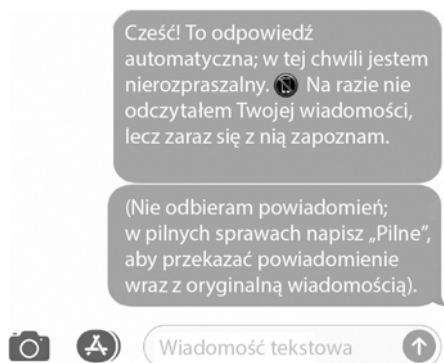 Cześć! To odpowiedź
automatyczna; w tej chwili jestem
nierozpraszalny. Na razie nie
odczytałem Twojej wiadomości,
lecz zaraz się z nią zapoznam.
(Nie odbieram powiadomień;
w pilnych sprawach napisz „Pilne”,
aby przekazać powiadomienie
wraz z oryginalną wiadomością).
Wiadomość tekstowa